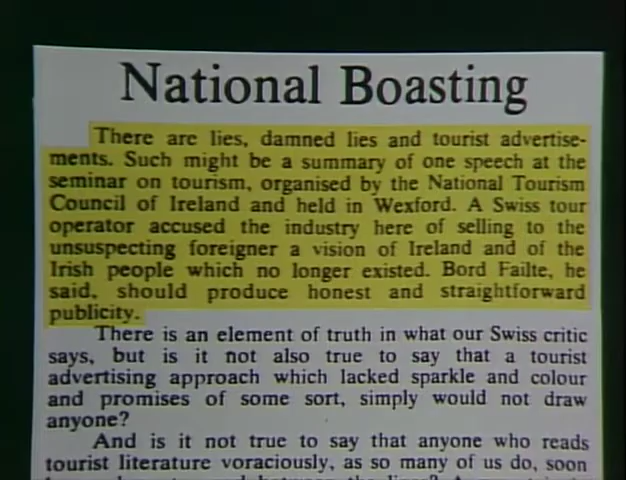 National Boasting
There are lies, damned lies and tourist advertise-
ments. Such might be a summary of one speech at the
seminar on tourism, organised by the National Tourism
Council of Ireland and held in Wexford. A Swiss tour
operator accused the industry here of selling to the
unsuspecting foreigner a vision of Ireland and of the
Irish people which no longer existed. Bord Failte, he
said, should produce honest and straightforward
publicity.
There is an element of truth in what our Swiss critic
says, but is it not also true to say that a tourist
advertising approach which lacked sparkle and colour
and promises of some sort, simply would not draw
anyone?
And is it not true to say that anyone who reads
tourist literature voraciously, as so many of us do, soon